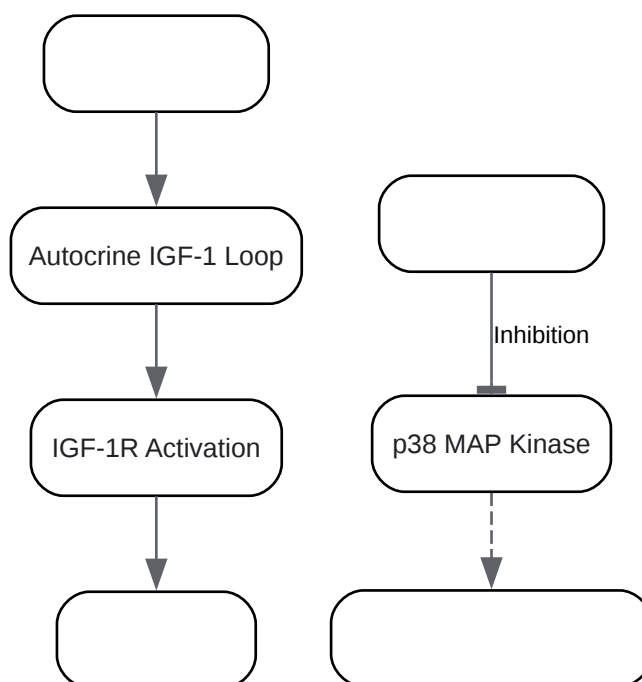 Autocrine IGF-1 Loop
Inhibition
IGF-1R Activation
p38 MAP Kinase